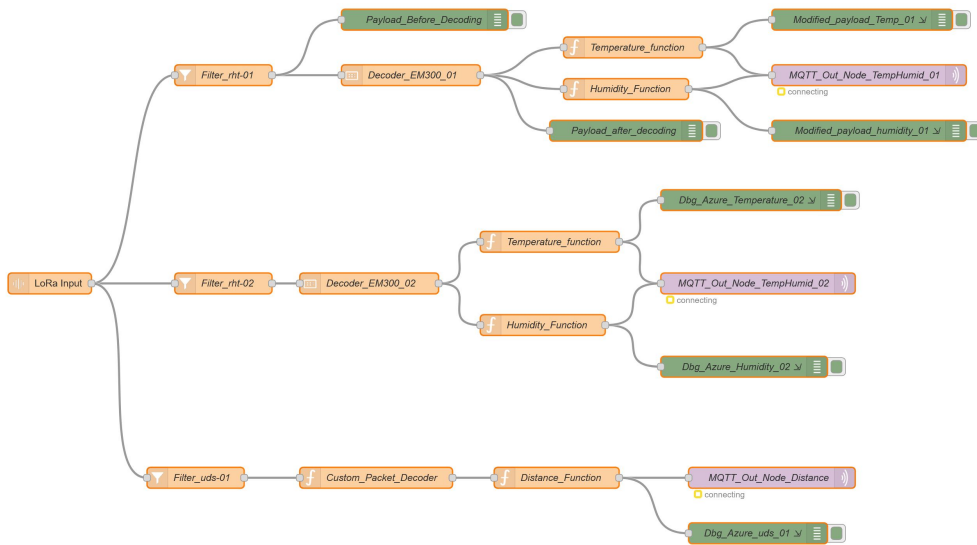 Payload_Before_Decoding
Modified_payload_Temp_01
Temperature_function
Filter_rht-01
Decoder_EM300_01
MQTT_Out_Node_TempHumid_01
Humidity_Function
connecting
Payload_after_decoding
Modified_payload_humidity_01
Dbg_Azure_Temperature_02
Temperature_function
LoRa Input
Filter_rht-02
Decoder_EM300_02
MQTT_Out_Node_TempHumid_02
connecting
Humidity_Function
Dbg_Azure_Humidity_02
Filter_uds-01
Custom_Packet_Decoder
Distance_Function
MQTT_Out_Node_Distance
connecting
Dbg_Azure_uds_01